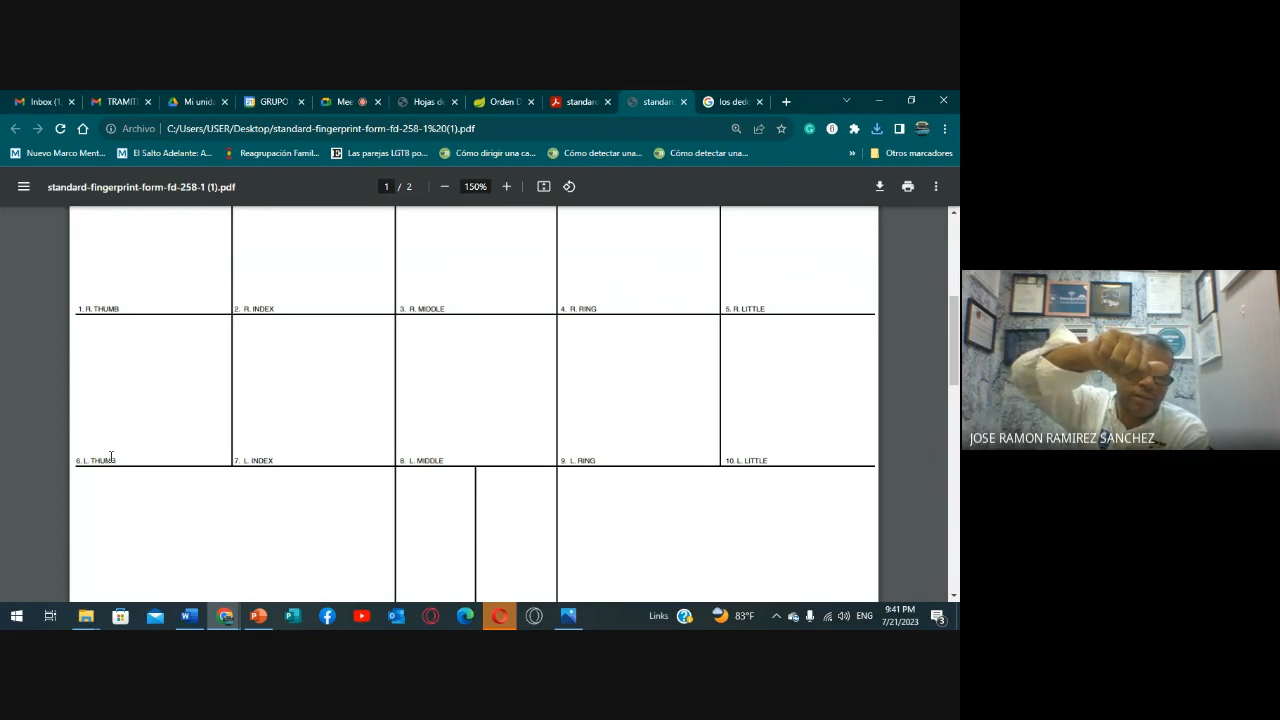 Inbox (1 TRAMIT Mi unida GRUPO Mee Hojas de Orden D standar standar los ded
Archivo C:/Users/USER/Desktop/standard-fingerprint-form-fd-258-1%20(1).pdf
Nuevo Marco Ment... El Salto Adelante: A... Reagrupación Famil... Las parejas LGTB po... Cómo dirigir una ca... Cómo detectar una... Cómo detectar una... » Otros marcadores
standard-fingerprint-form-fd-258-1 (1).pdf 1 / 2 150%
1. R. THUMB 2. R. INDEX 3. R. MIDDLE 4. R. RING 5. R. LITTLE
6. L. THUMB 7. L. INDEX 8. L. MIDDLE 9. L. RING 10. L. LITTLE
JOSE RAMON RAMIREZ SANCHEZ
Links 83°F ENG 9:41 PM
7/21/2023 3